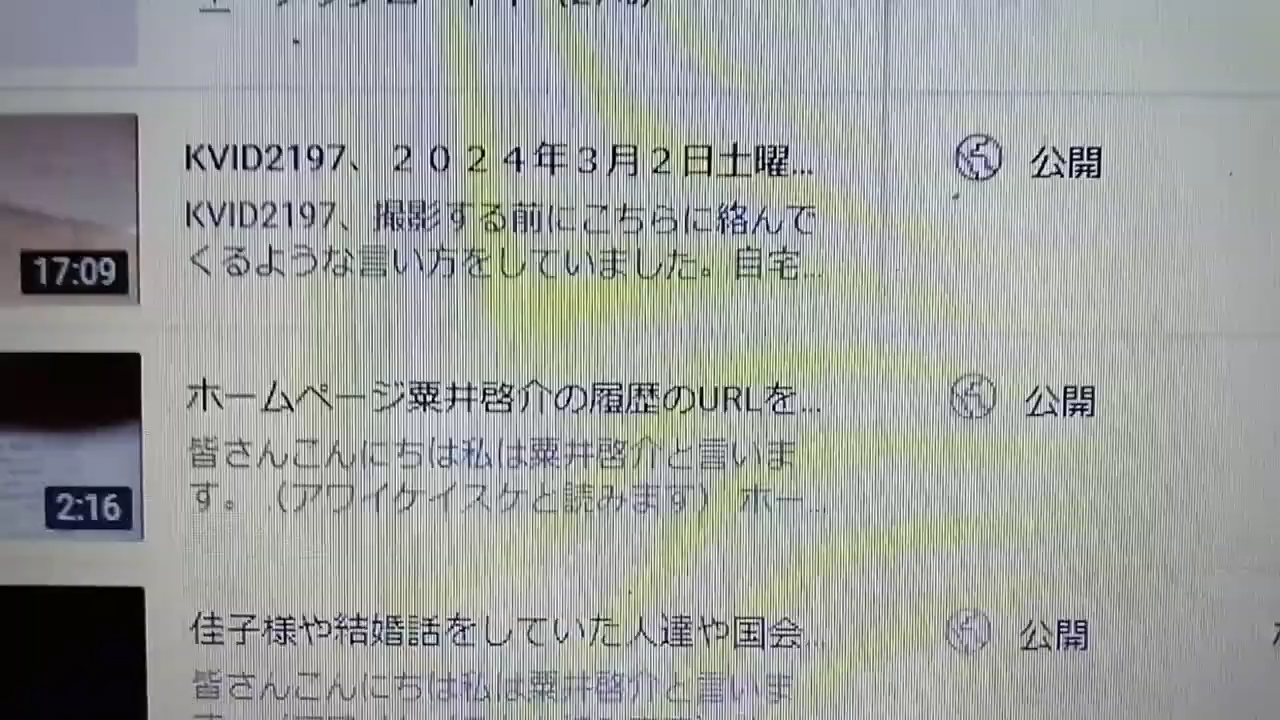 KVID2197、２０２４年３月２日土曜...
公開
KVID2197、撮影する前にこちらに絡んで
くるような言い方をしていました。自宅...
17:09
ホームページ粟井啓介の履歴のURLを...
公開
皆さんこんにちは私は粟井啓介と言いま
す。（アワイケイスケと読みます） ホー...
2:16
佳子様や結婚話をしていた人達や国会...
公開
皆さんこんにちは私は粟井啓介と言いま